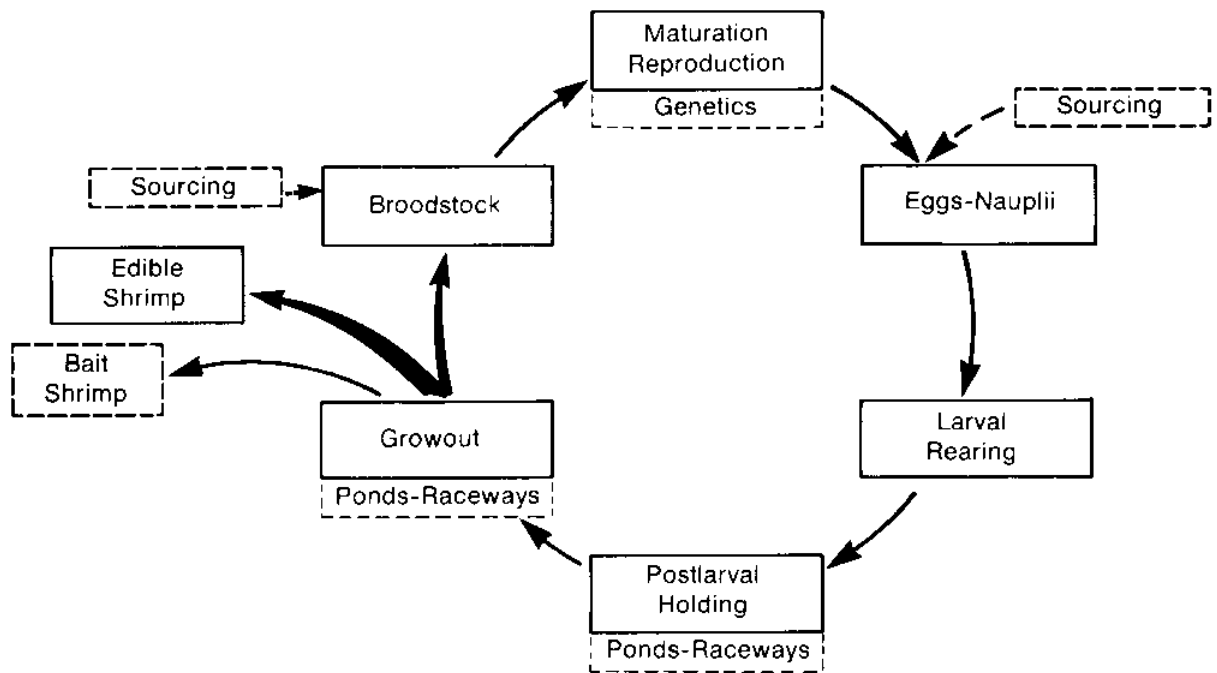 Maturation
Reproduction
Genetics
Sourcing
Sourcing
Broodstock
Eggs-Nauplii
Edible
Shrimp
Bait
Shrimp
Growout
Ponds-Raceways
Larval
Rearing
Postlarval
Holding
Ponds-Raceways